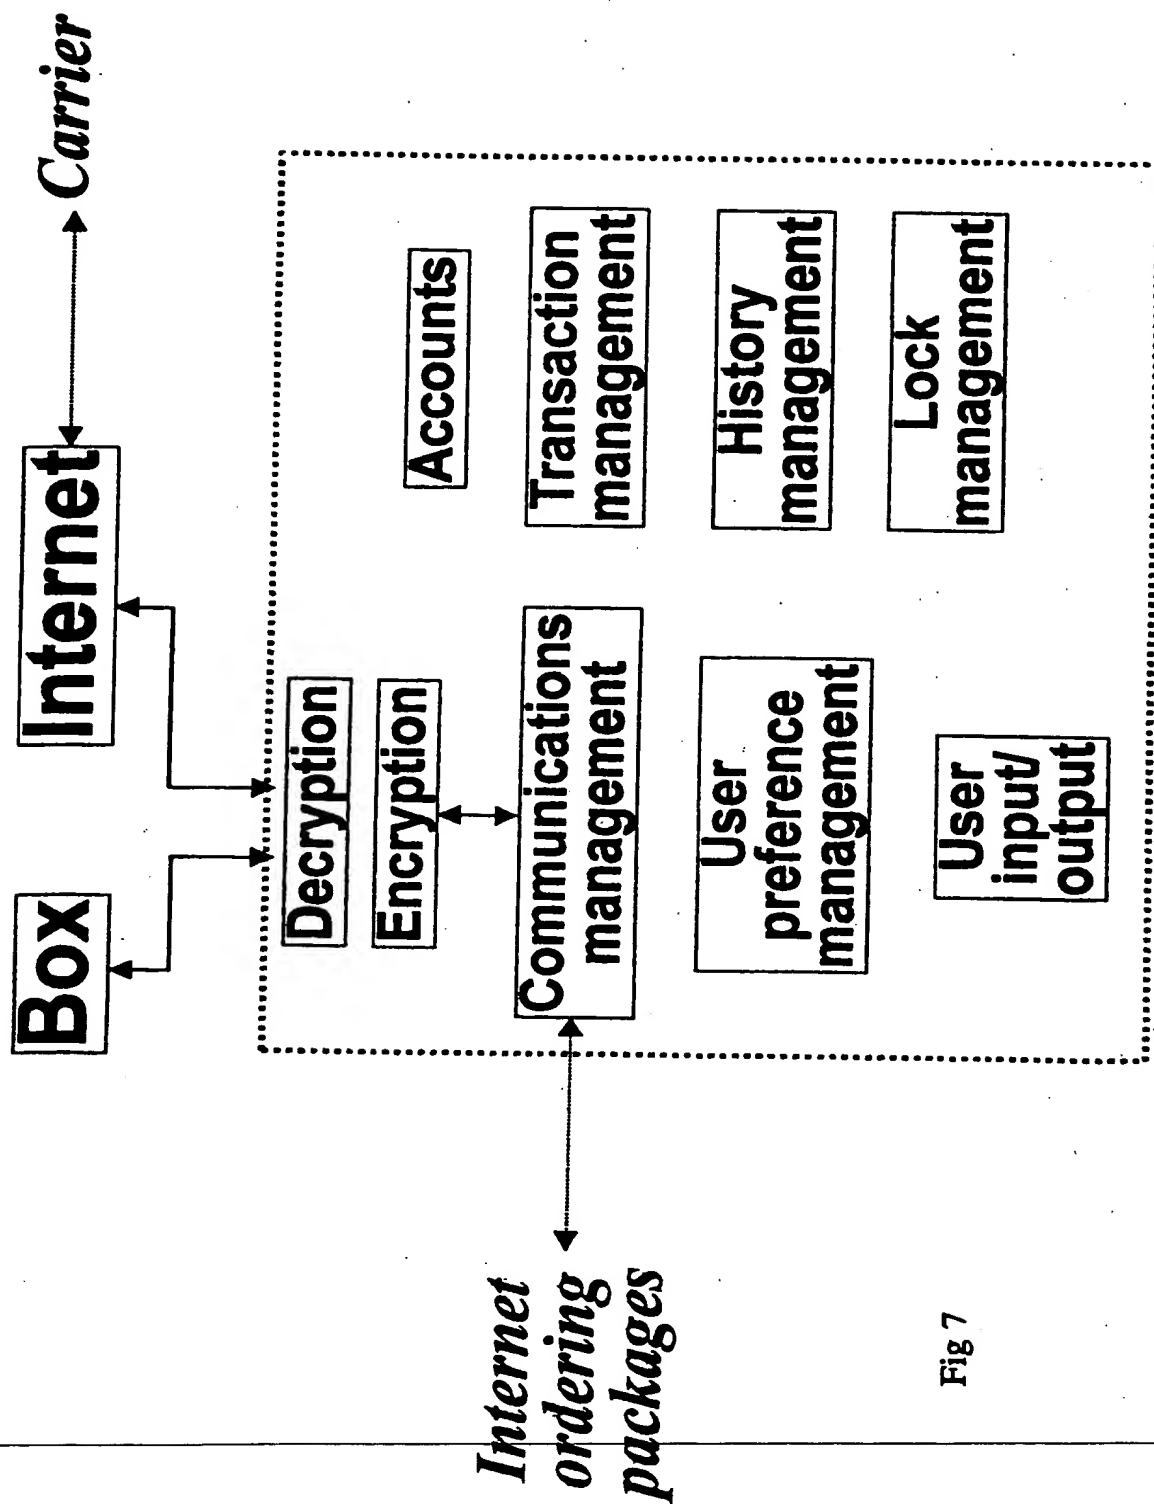 Box
Internet
Carrier
Decryption
Encryption
Accounts
Communications
management
Transaction
management
User
preference
management
History
management
User
input/
output
Lock
management
Internet
ordering
packages
Fig 7